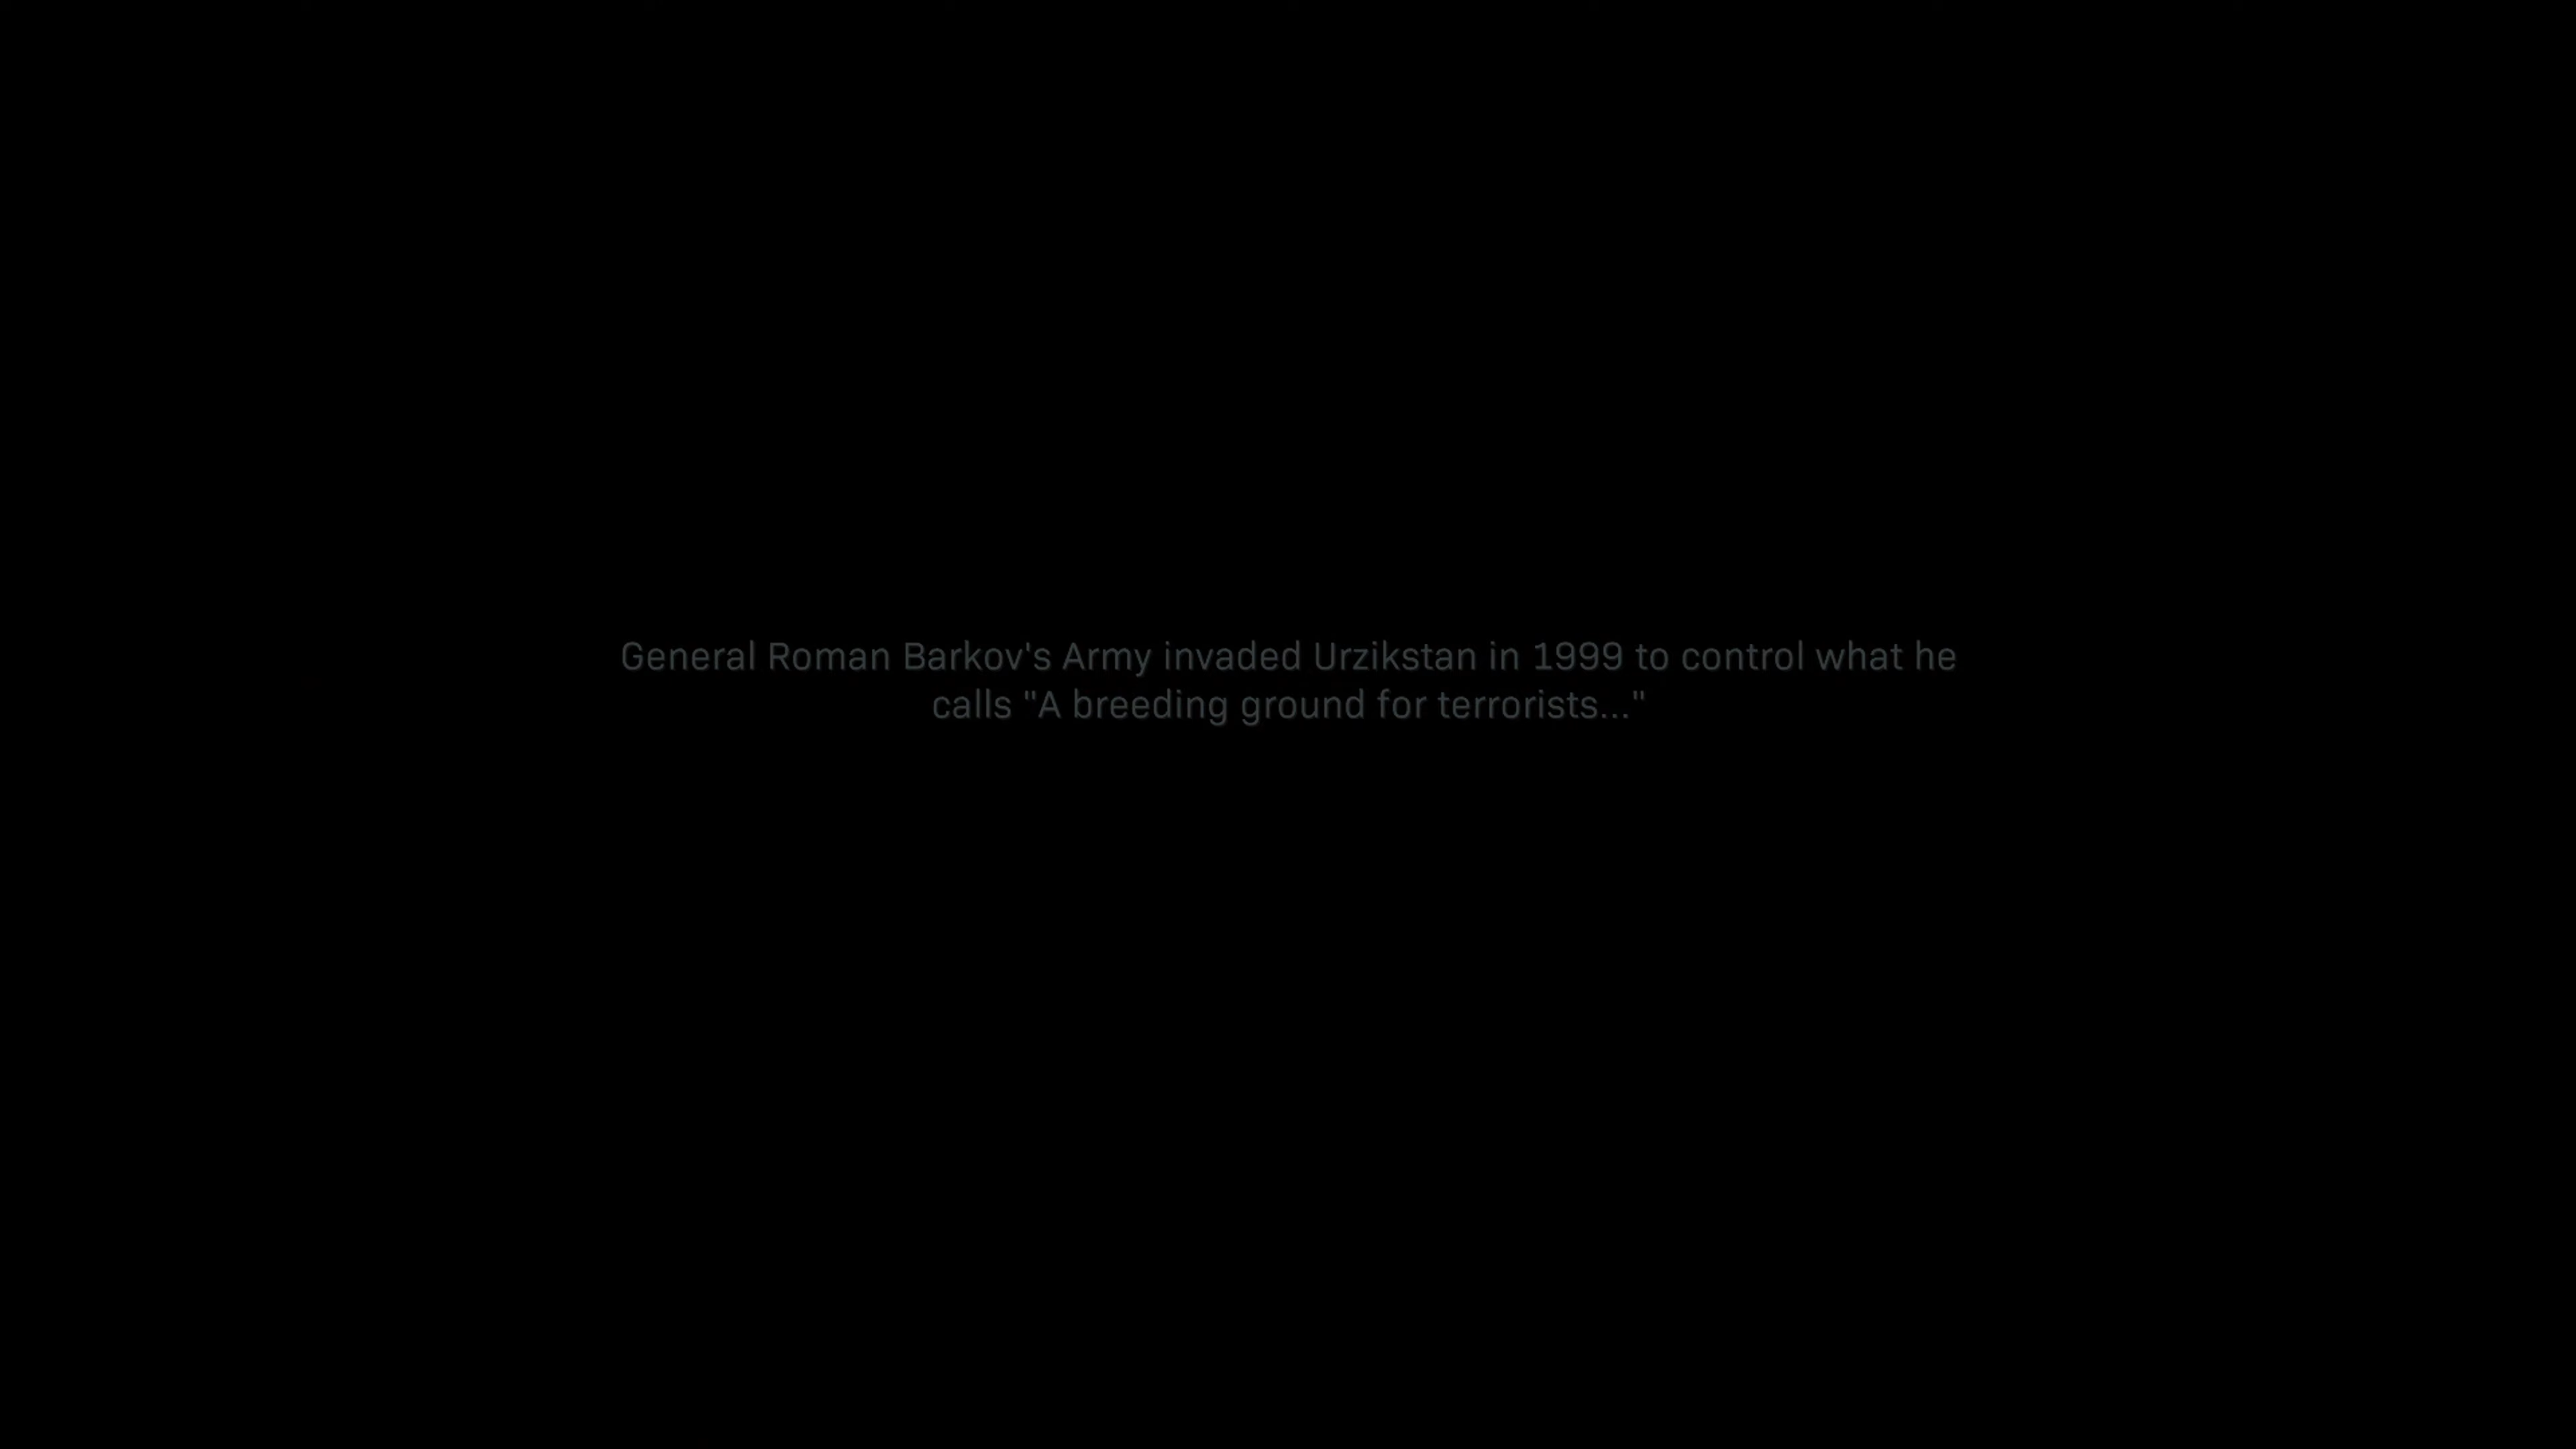 General Roman Barkov's Army invaded Urzikstan in 1999 to control what he
calls "A breeding ground for terrorists..."